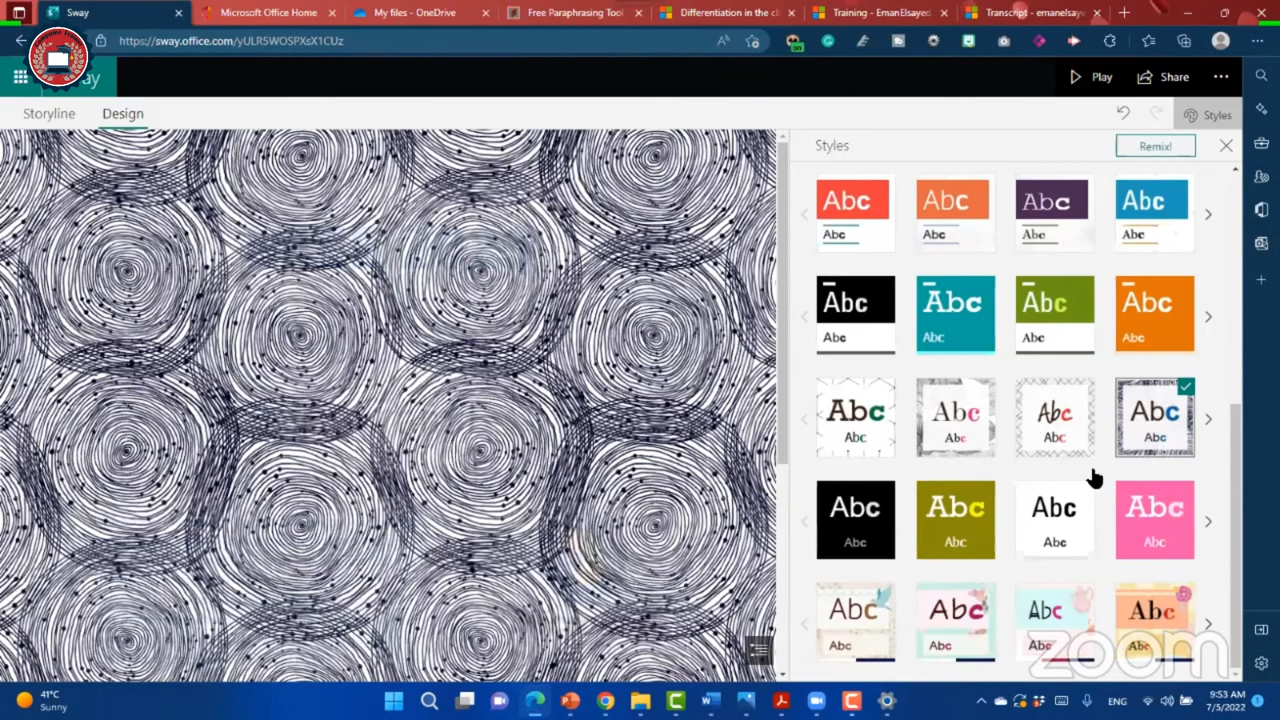 Sway
Microsoft Office Home
My files - OneDrive
Free Paraphrasing Tool
Differentiation in the cl
Training - EmanElsayed
Transcript - emanelsaye
https://sway.office.com/yULR5WOSPXsX1CUz
ay
Play
Share
Storyline
Design
Styles
Styles
Remix!
Abc Abc Abc Abc
Abc Abc Abc Abc
Abc Abc Abc Abc
Abc Abc Abc Abc
Abc Abc Abc Abc
Abc Abc Abc Abc
Abc Abc Abc Abc
Abc Abc Abc Abc
Abc Abc Abc Abc
Abc Abc Abc Abc
zoom
41°C
Sunny
ENG
9:53 AM
7/5/2022